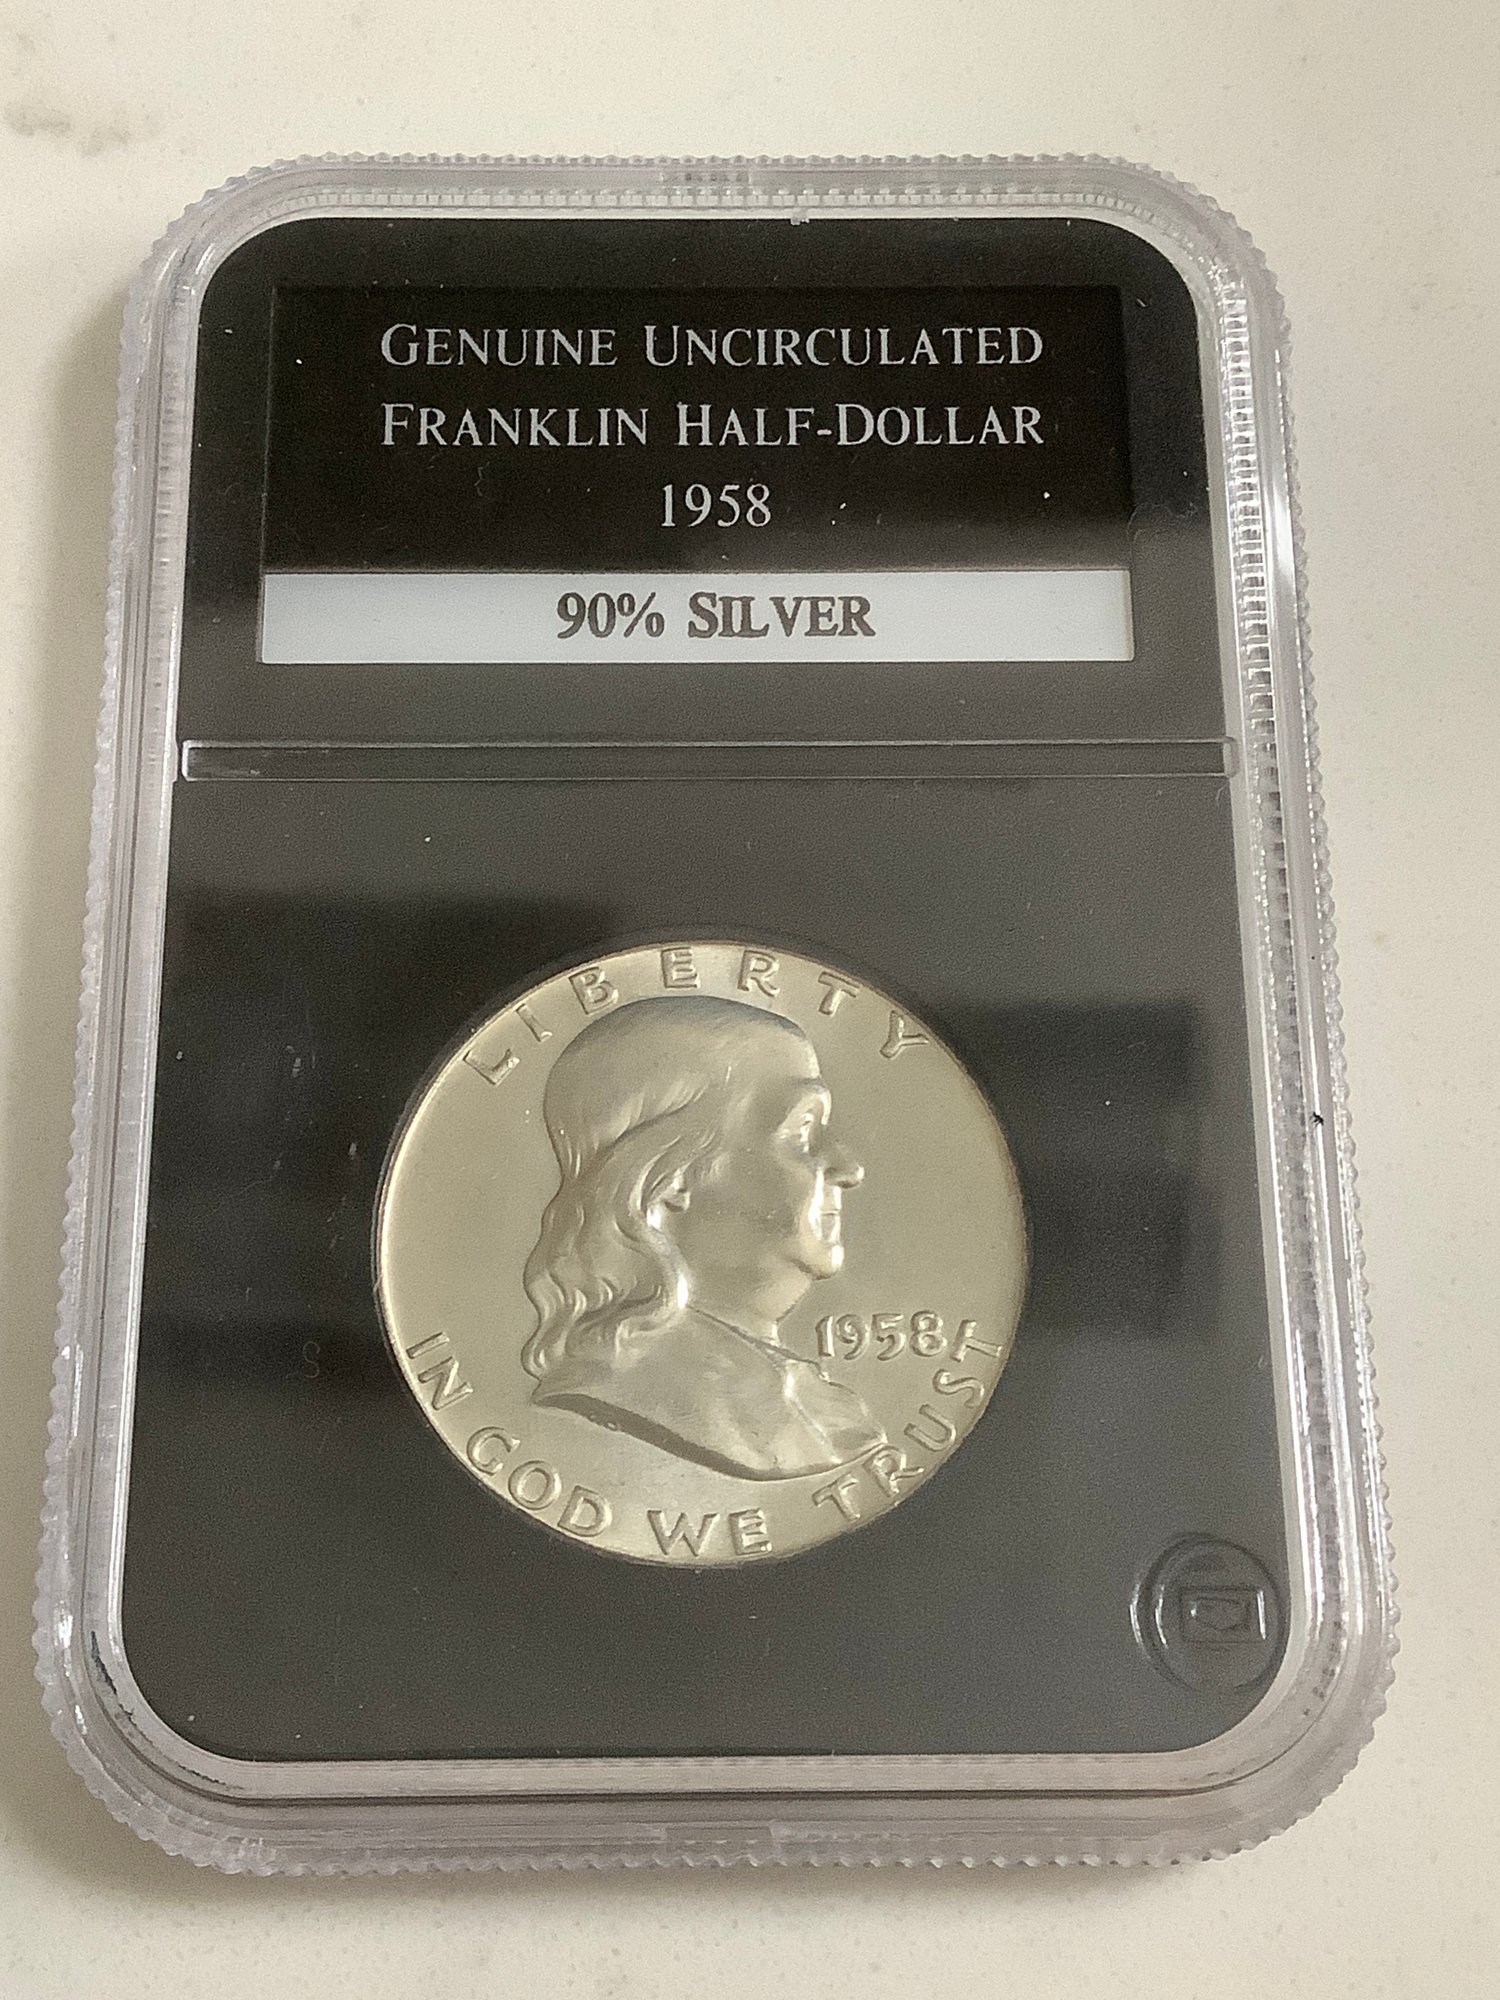 GENUINE UNCIRCULATED
FRANKLIN HALF-DOLLAR
1958
90% SILVER
LIBERTY
1958
IN GOD WE TRUST